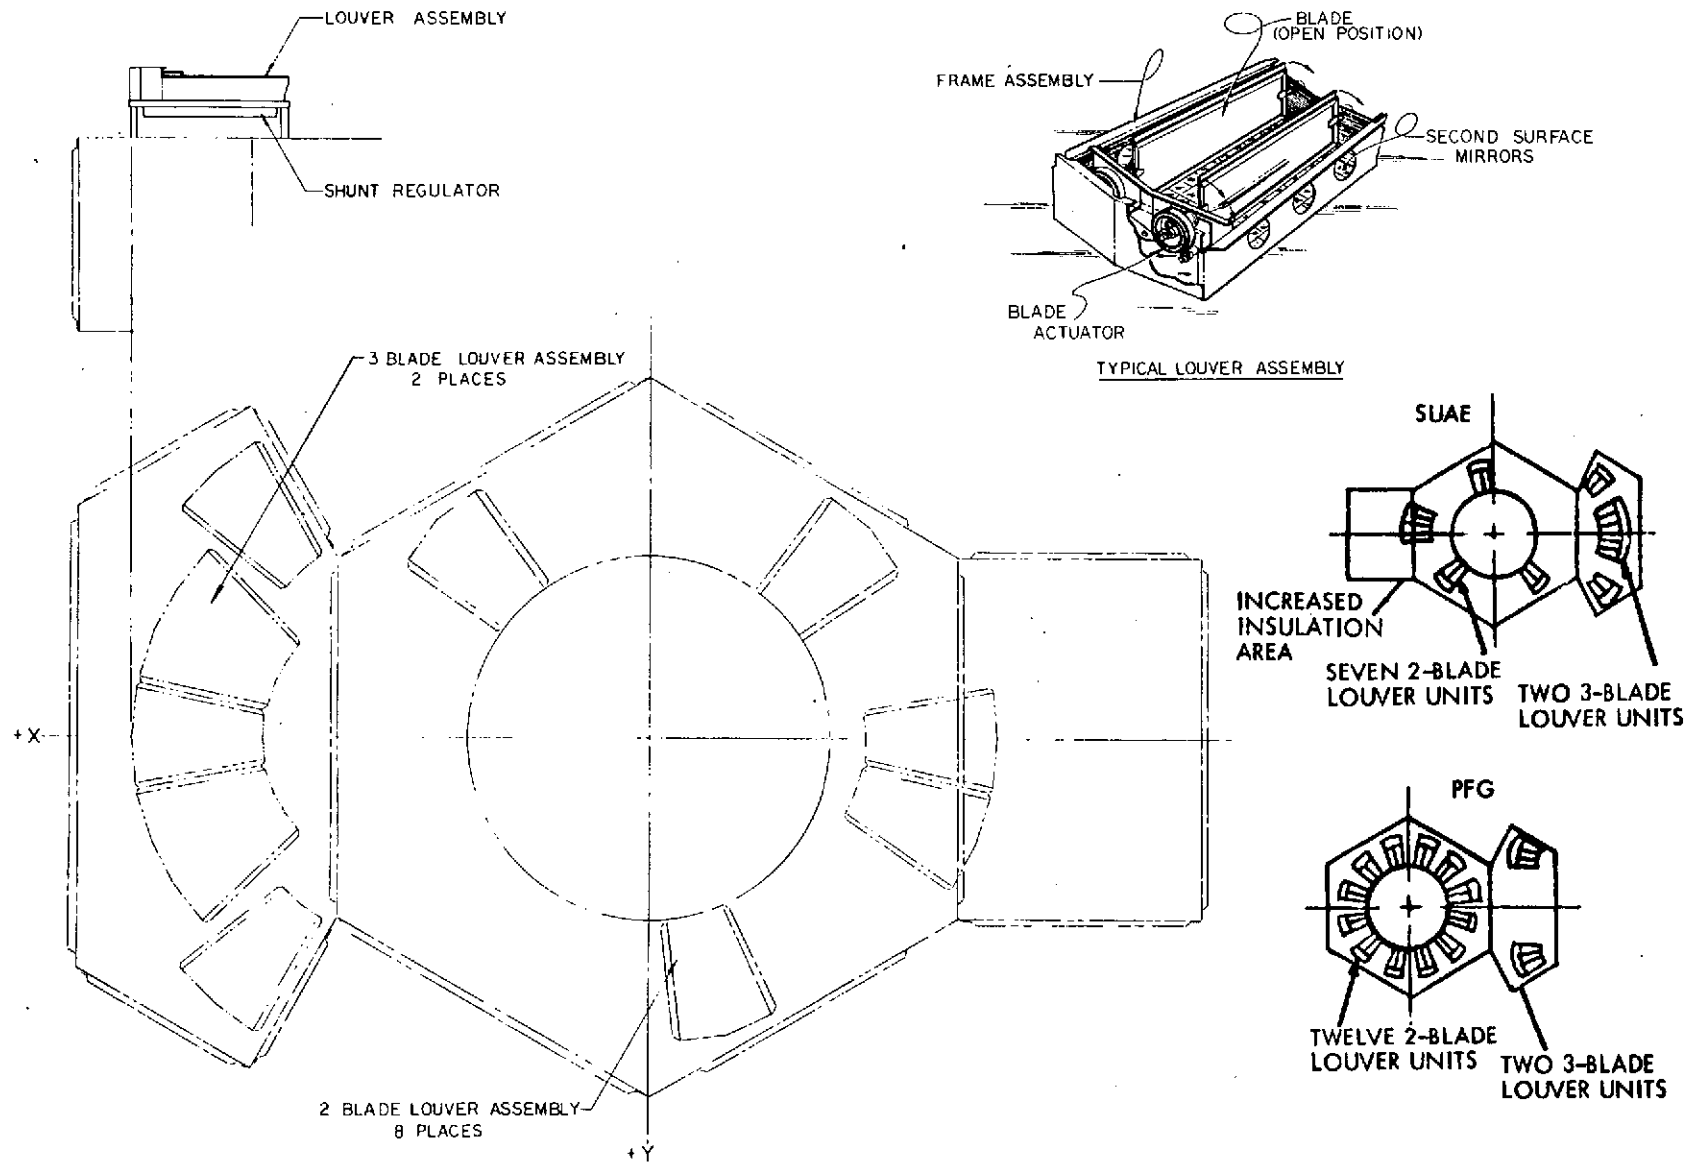 LOUVER ASSEMBLY
SHUNT REGULATOR
BLADE
(OPEN POSITION)
FRAME ASSEMBLY
SECOND SURFACE
MIRRORS
BLADE
ACTUATOR
TYPICAL LOUVER ASSEMBLY
3 BLADE LOUVER ASSEMBLY
2 PLACES
SUAE
INCREASED
INSULATION
AREA
SEVEN 2-BLADE
LOUVER UNITS
TWO 3-BLADE
LOUVER UNITS
+X
PFG
TWELVE 2-BLADE
LOUVER UNITS
TWO 3-BLADE
LOUVER UNITS
2 BLADE LOUVER ASSEMBLY
8 PLACES
+Y